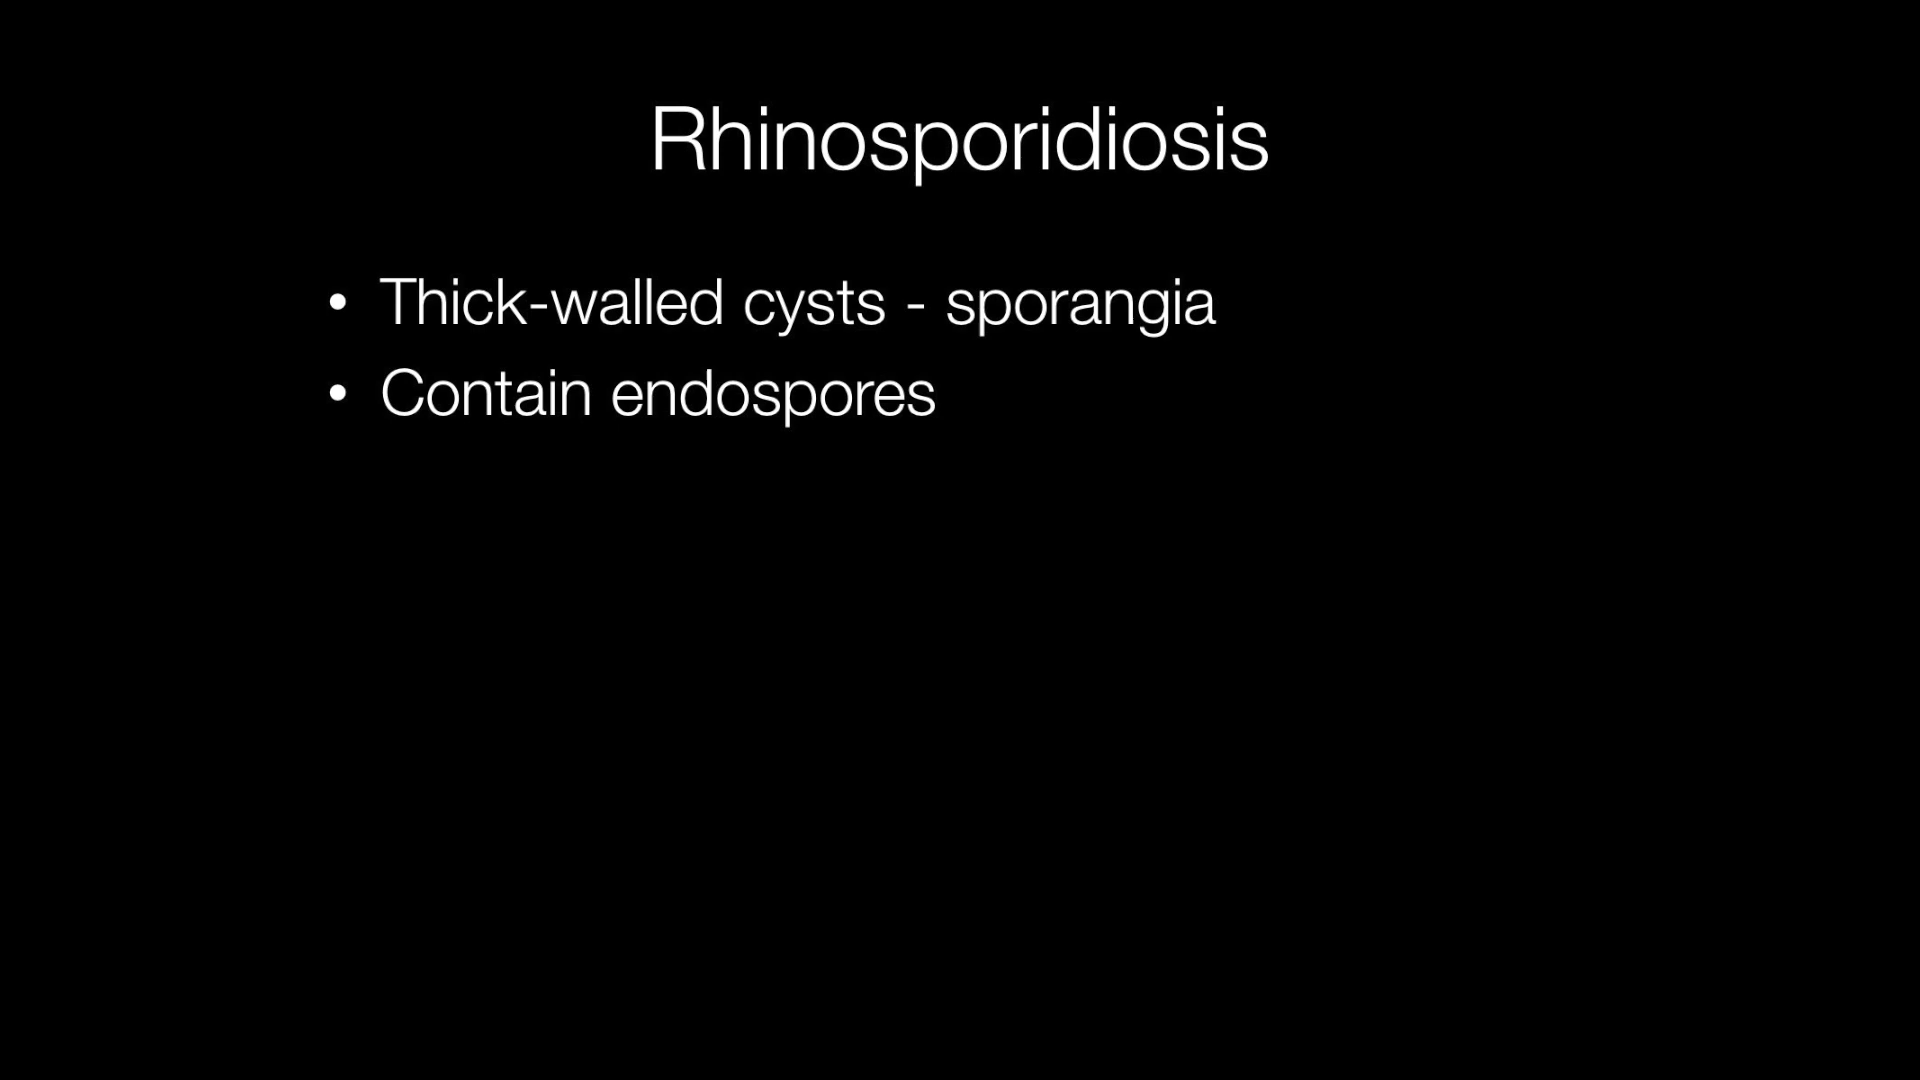 Rhinosporidiosis
• Thick-walled cysts - sporangia
• Contain endospores